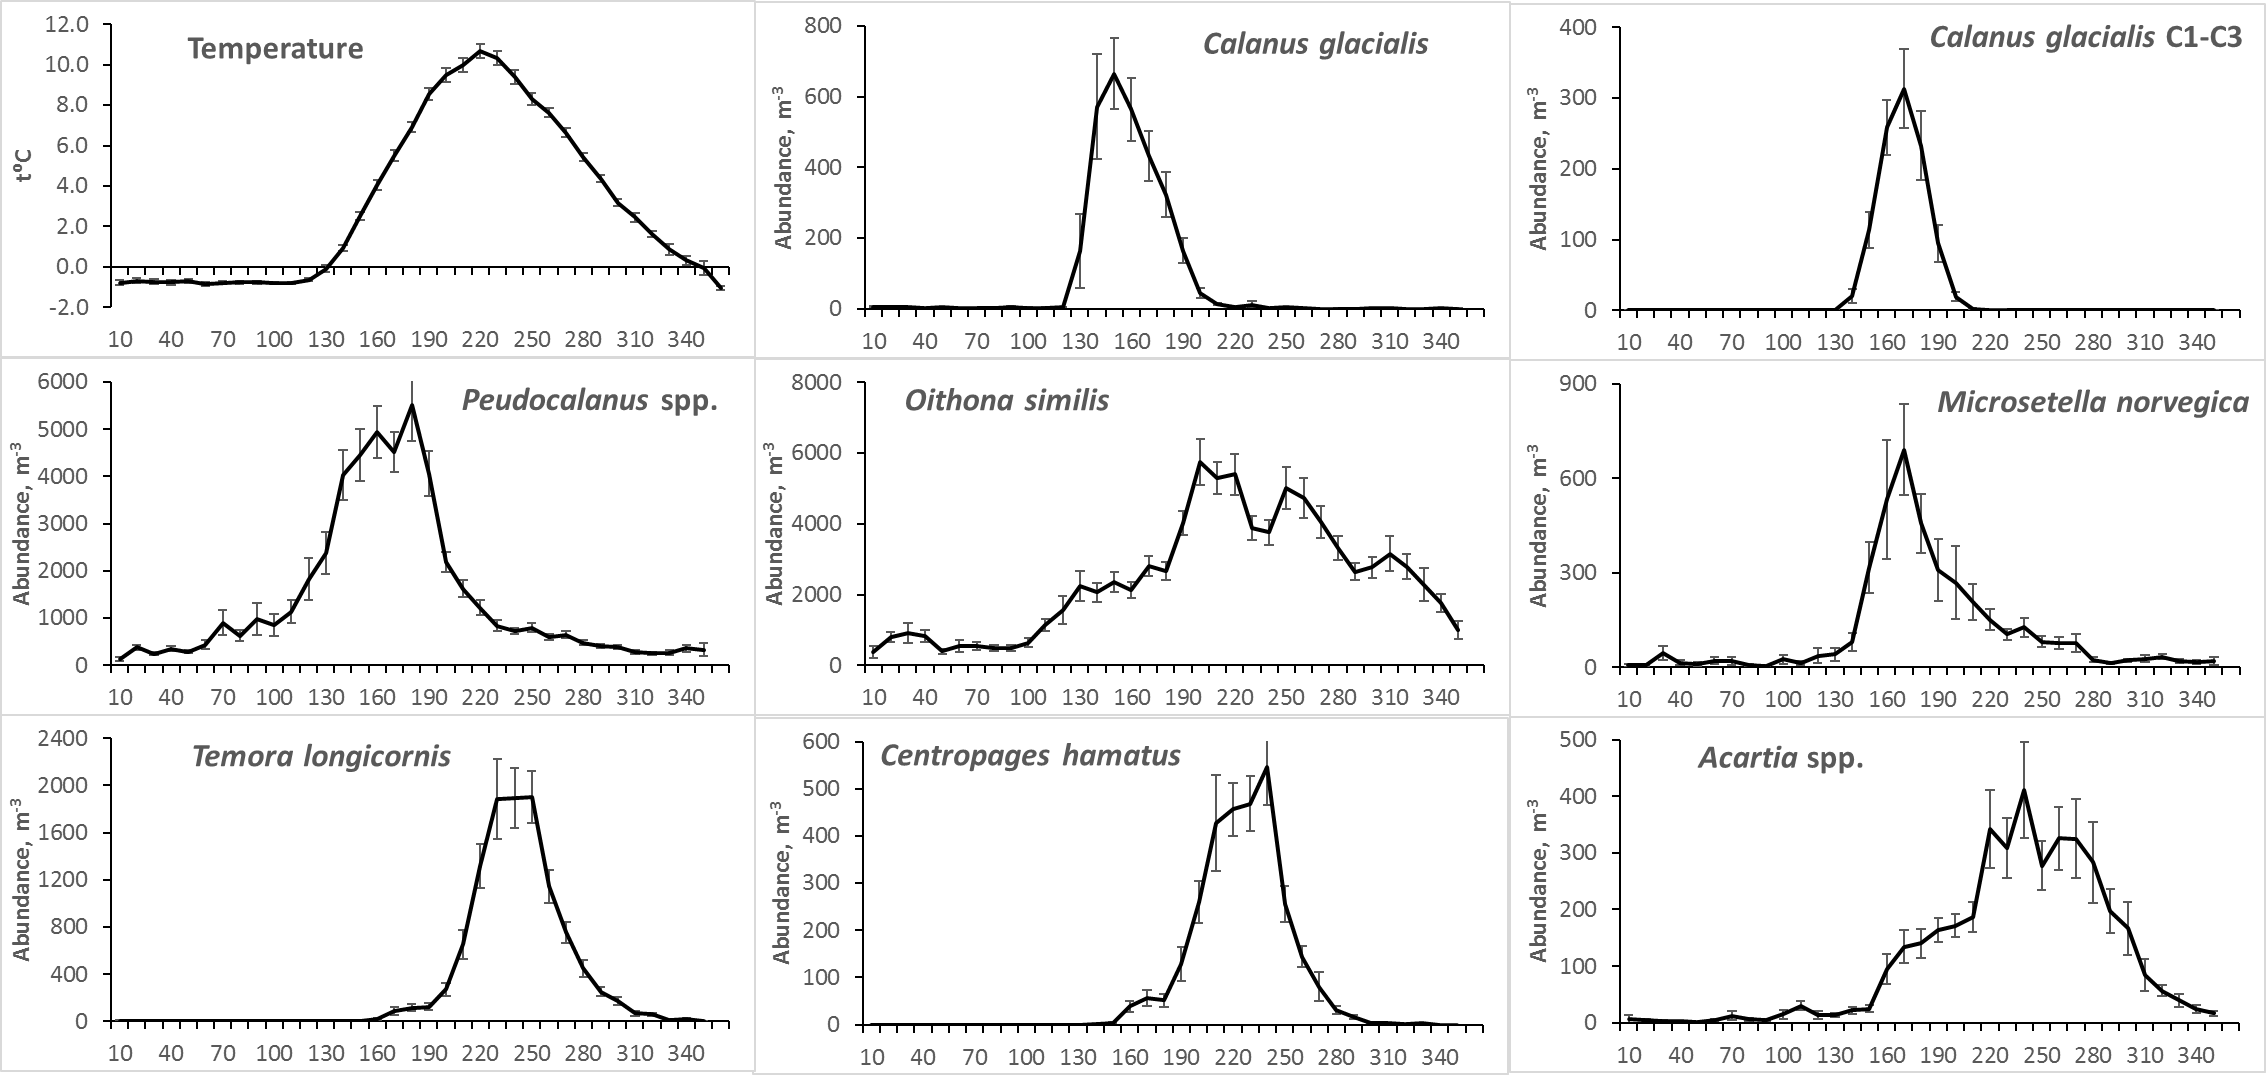 Temperature
t⁰C
12.0
10.0
8.0
6.0
4.0
2.0
0.0
-2.0
10 40 70 100 130 160 190 220 250 280 310 340
Calanus glacialis
Abundance, m-3
800
600
400
200
0
10 40 70 100 130 160 190 220 250 280 310 340
Calanus glacialis C1-C3
Abundance, m-3
400
300
200
100
0
10 40 70 100 130 160 190 220 250 280 310 340
Peudocalanus spp.
Abundance, m-3
6000
5000
4000
3000
2000
1000
0
10 40 70 100 130 160 190 220 250 280 310 340
Oithona similis
Abundance, m-3
8000
6000
4000
2000
0
10 40 70 100 130 160 190 220 250 280 310 340
Microsetella norvegica
Abundance, m-3
900
600
300
0
10 40 70 100 130 160 190 220 250 280 310 340
Temora longicornis
Abundance, m-3
2400
2000
1600
1200
800
400
0
10 40 70 100 130 160 190 220 250 280 310 340
Centropages hamatus
Abundance, m-3
600
500
400
300
200
100
0
10 40 70 100 130 160 190 220 250 280 310 340
Acartia spp.
Abundance, m-3
500
400
300
200
100
0
10 40 70 100 130 160 190 220 250 280 310 340